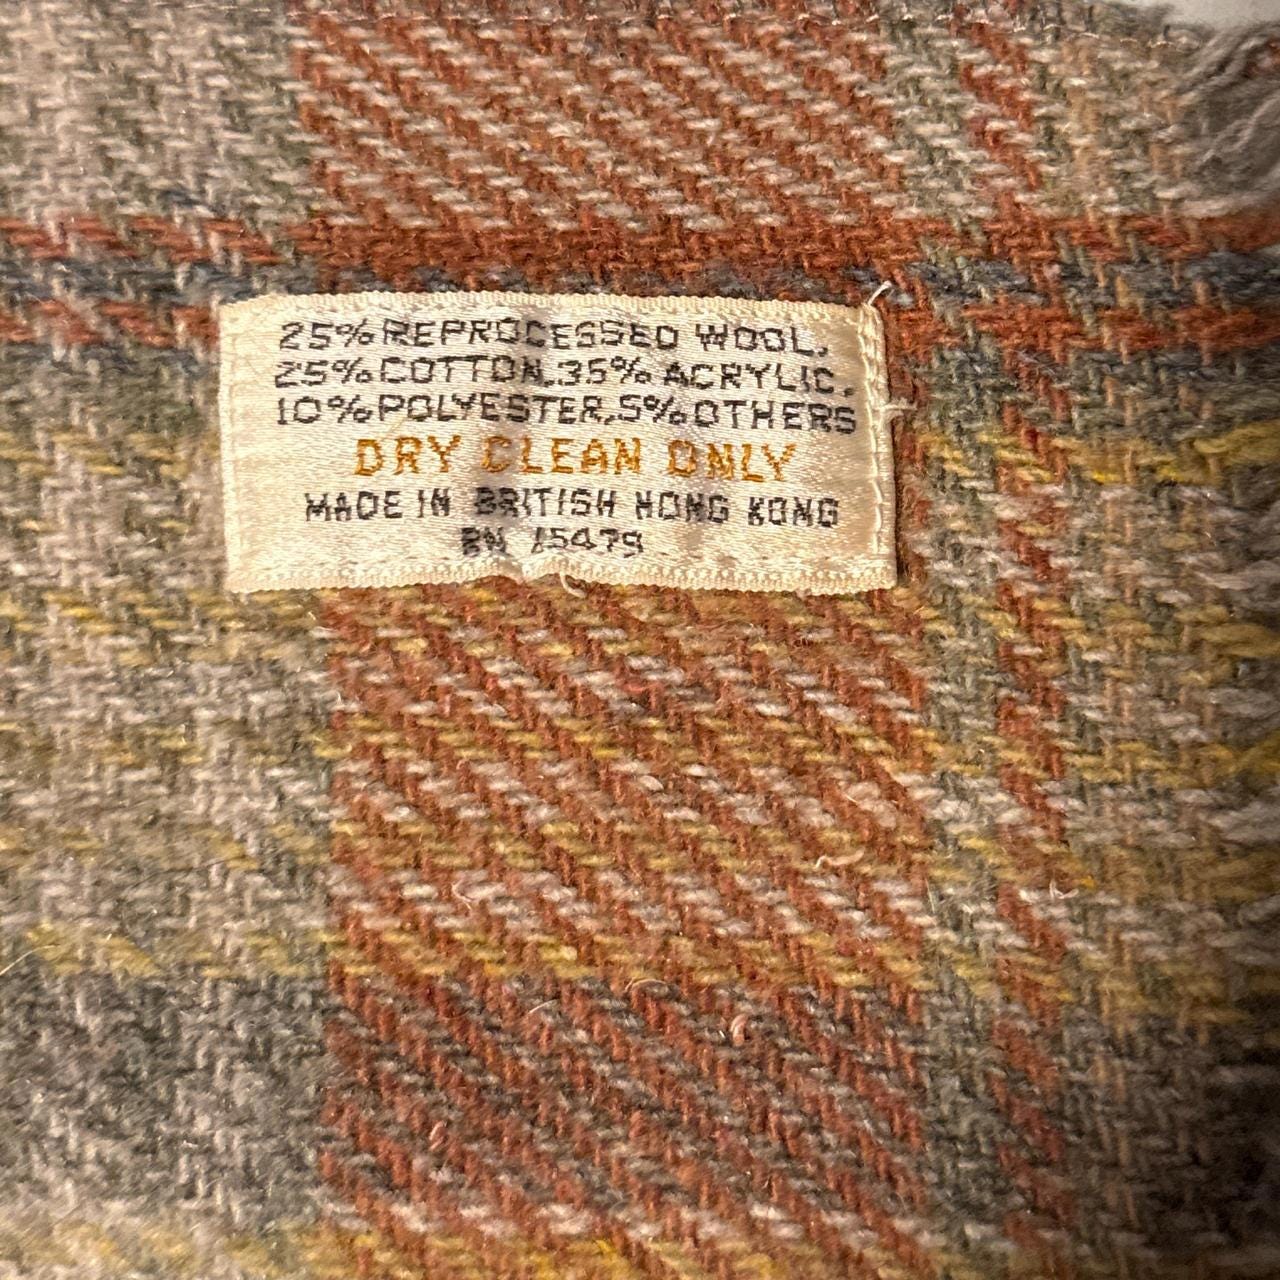 25% REPROCESSED WOOL,
25% COTTON, 35% ACRYLIC,
10% POLYESTER, 5% OTHERS
DRY CLEAN ONLY
MADE IN BRITISH HONG KONG
RN 15479